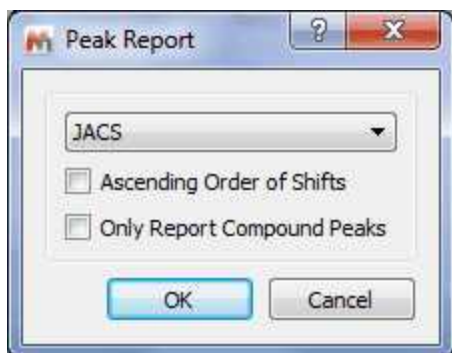 Peak Report
?
JACS
Ascending Order of Shifts
Only Report Compound Peaks
OK
Cancel